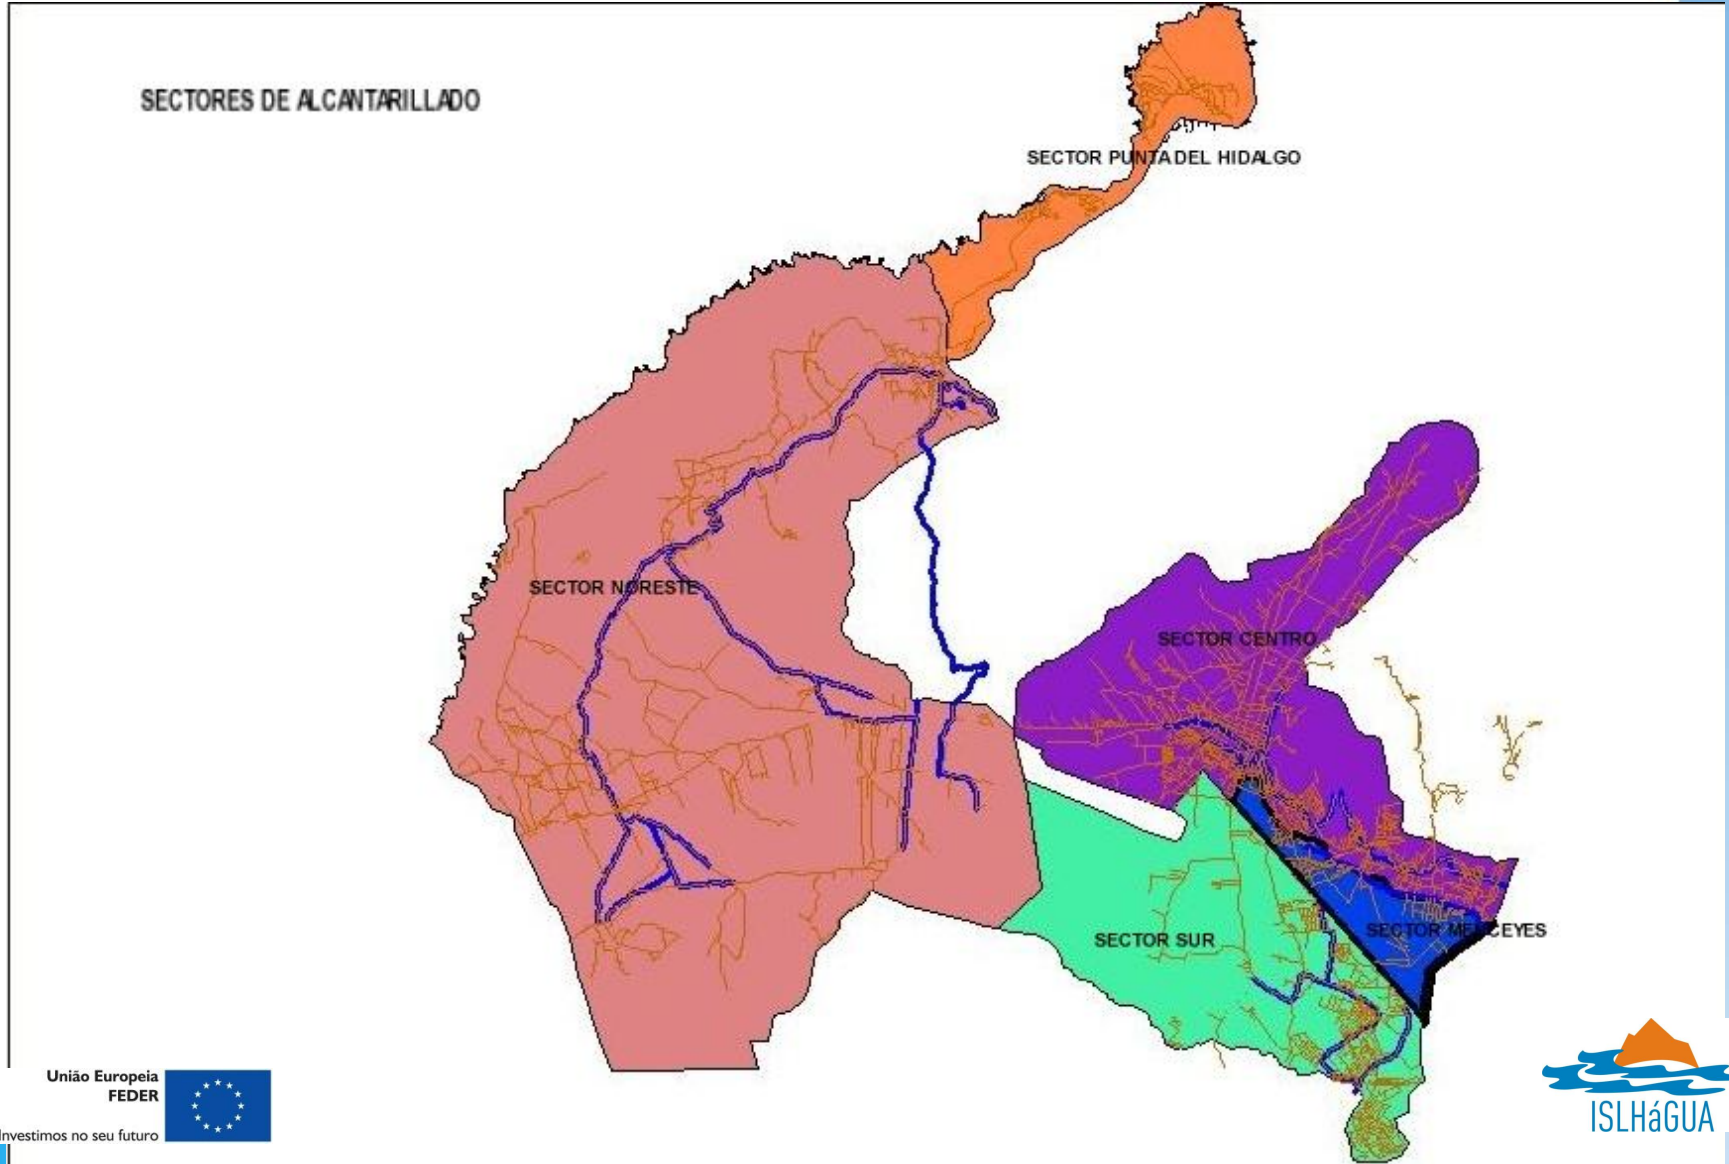 SECTORES DE ALCANTARILLADO
SECTOR PUNTA DEL HIDALGO
SECTOR NORESTE
SECTOR CENTRO
SECTOR SUR
SECTOR MENCEYES
União Europeia
FEDER
Investimos no seu futuro
ISLHáGUA